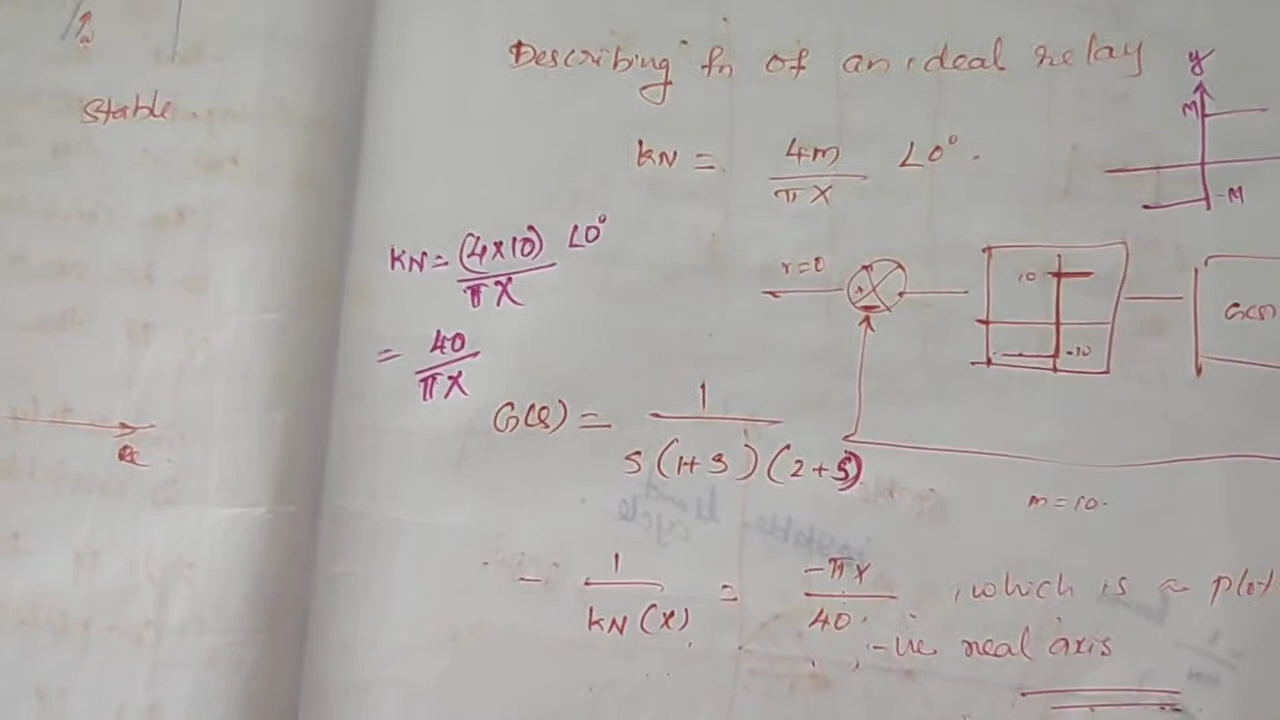 Stable.
Describing fn of an ideal relay
KN = 4m / πX ∠0°.
y
M
-M
KN = (4×10) / πX ∠0°
= 40 / πX
r=0
10
-10
G(s)
G(s) = 1 / s(1+s)(2+s)
m=10.
- 1 / KN(X) = -πX / 40. , which is a plot
-ve real axis